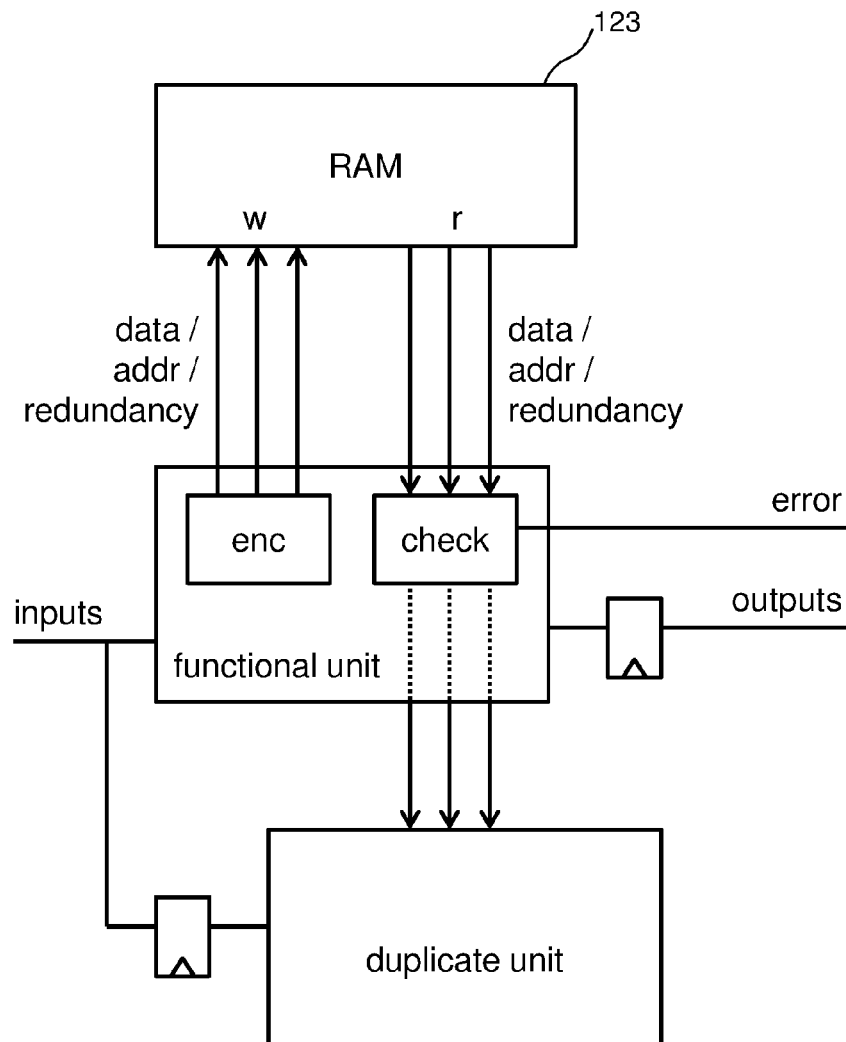 123
RAM
w
r
data /
addr /
redundancy
data /
addr /
redundancy
enc
check
error
inputs
outputs
functional unit
duplicate unit